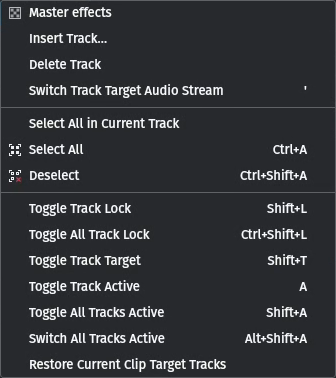 Master effects
Insert Track...
Delete Track
Switch Track Target Audio Stream '
Select All in Current Track
Select All Ctrl+A
Deselect Ctrl+Shift+A
Toggle Track Lock Shift+L
Toggle All Track Lock Ctrl+Shift+L
Toggle Track Target Shift+T
Toggle Track Active A
Toggle All Tracks Active Shift+A
Switch All Tracks Active Alt+Shift+A
Restore Current Clip Target Tracks